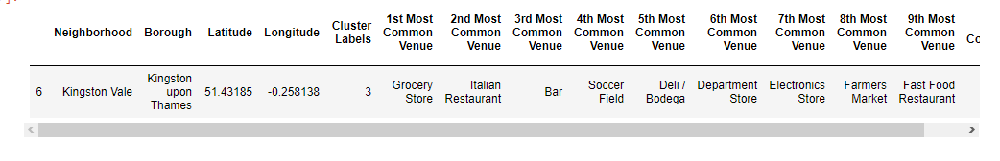 Neighborhood Borough Latitude Longitude Cluster Labels 1st Most Common Venue 2nd Most Common Venue 3rd Most Common Venue 4th Most Common Venue 5th Most Common Venue 6th Most Common Venue 7th Most Common Venue 8th Most Common Venue 9th Most Common Venue
6 Kingston Vale Kingston upon Thames 51.43185 -0.258138 3 Grocery Store Italian Restaurant Bar Soccer Field Deli / Bodega Department Store Electronics Store Farmers Market Fast Food Restaurant